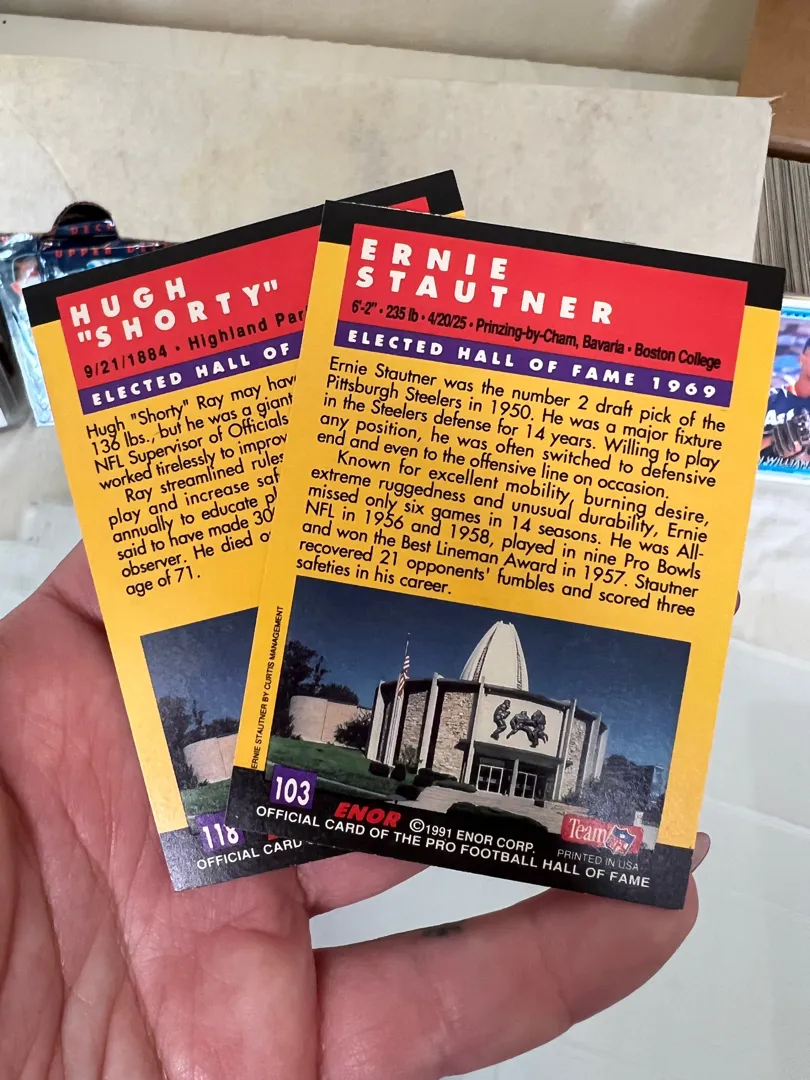 HUGH
"SHORTY"
9/21/1884 • Highland Par
ELECTED HALL OF
Hugh "Shorty" Ray may hav
136 lbs., but he was a giant
NFL Supervisor of Officials
worked tirelessly to improv
Ray streamlined rules
play and increase saf
annually to educate pl
said to have made 30
observer. He died o
age of 71.
118
OFFICIAL CARD
ERNIE
STAUTNER
6'-2" • 235 lb • 4/20/25 • Prinzing-by-Cham, Bavaria • Boston College
ELECTED HALL OF FAME 1969
Ernie Stautner was the number 2 draft pick of the
Pittsburgh Steelers in 1950. He was a major fixture
in the Steelers defense for 14 years. Willing to play
any position, he was often switched to defensive
end and even to the offensive line on occasion.
Known for excellent mobility, burning desire,
extreme ruggedness and unusual durability, Ernie
missed only six games in 14 seasons. He was All-
NFL in 1956 and 1958, played in nine Pro Bowls
and won the Best Lineman Award in 1957. Stautner
recovered 21 opponents' fumbles and scored three
safeties in his career.
ERNIE STAUTNER BY CURTIS MANAGEMENT
103
ENOR ©1991 ENOR CORP.
Team NFL
PRINTED IN USA
OFFICIAL CARD OF THE PRO FOOTBALL HALL OF FAME
UPPER DECK
WILLIAM